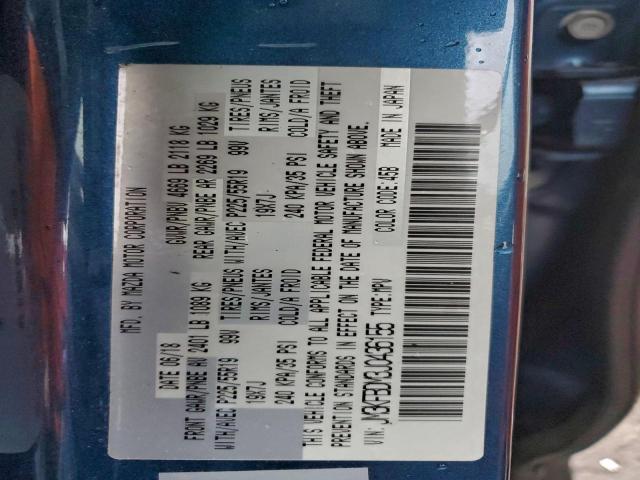 MFD. BY MAZDA MOTOR CORPORATION
DATE 06/18 GVWR/PNBV 4669 LB 2118 KG
FRONT GAWR/PNBE AV 2401 LB 1089 KG REAR GAWR/PNBE AR 2269 LB 1029 KG
WITH/AVEC P225/55R19 99V TIRES/PNEUS WITH/AVEC P225/55R19 99V TIRES/PNEUS
19X7J RIMS/JANTES 19X7J RIMS/JANTES
240 KPA/35 PSI COLD/A FROID 240 KPA/35 PSI COLD/A FROID
THIS VEHICLE CONFORMS TO ALL APPLICABLE FEDERAL MOTOR VEHICLE SAFETY AND THEFT
PREVENTION STANDARDS IN EFFECT ON THE DATE OF MANUFACTURE SHOWN ABOVE.
VIN: JM3KFBDY3J0436155 TYPE:MPV COLOR CODE:45B MADE IN JAPAN